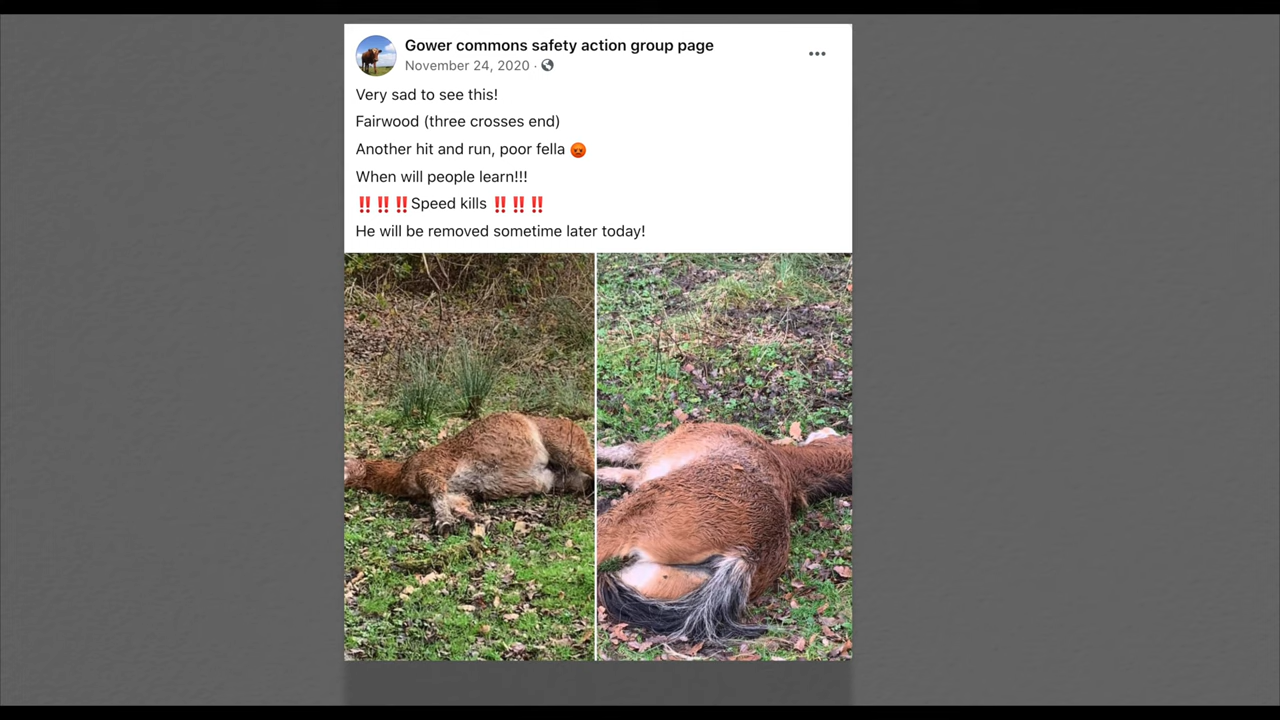 Gower commons safety action group page
November 24, 2020 ·
Very sad to see this!
Fairwood (three crosses end)
Another hit and run, poor fella 😡
When will people learn!!!
‼️‼️‼️Speed kills ‼️‼️‼️
He will be removed sometime later today!